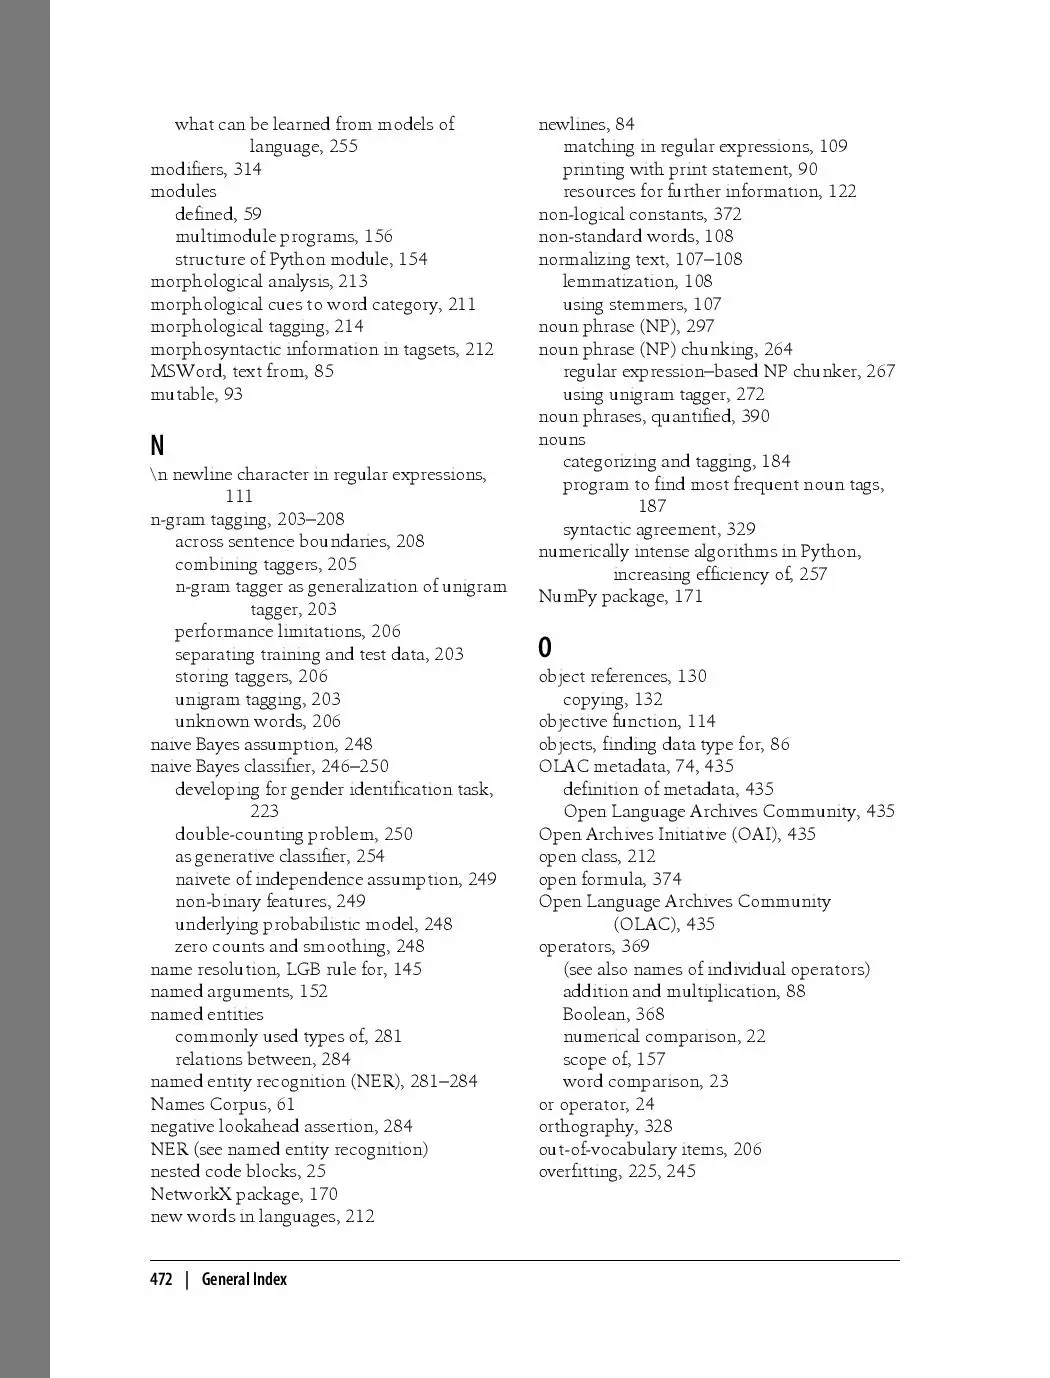 what can be learned from models of
language, 255
modifiers, 314
modules
defined, 59
multimodule programs, 156
structure of Python module, 154
morphological analysis, 213
morphological cues to word category, 211
morphological tagging, 214
morphosyntactic information in tagsets, 212
MSWord, text from, 85
mutable, 93
N
\n newline character in regular expressions,
111
n-gram tagging, 203–208
across sentence boundaries, 208
combining taggers, 205
n-gram tagger as generalization of unigram
tagger, 203
performance limitations, 206
separating training and test data, 203
storing taggers, 206
unigram tagging, 203
unknown words, 206
naive Bayes assumption, 248
naive Bayes classifier, 246–250
developing for gender identification task,
223
double-counting problem, 250
as generative classifier, 254
naivete of independence assumption, 249
non-binary features, 249
underlying probabilistic model, 248
zero counts and smoothing, 248
name resolution, LGB rule for, 145
named arguments, 152
named entities
commonly used types of, 281
relations between, 284
named entity recognition (NER), 281–284
Names Corpus, 61
negative lookahead assertion, 284
NER (see named entity recognition)
nested code blocks, 25
NetworkX package, 170
new words in languages, 212
newlines, 84
matching in regular expressions, 109
printing with print statement, 90
resources for further information, 122
non-logical constants, 372
non-standard words, 108
normalizing text, 107–108
lemmatization, 108
using stemmers, 107
noun phrase (NP), 297
noun phrase (NP) chunking, 264
regular expression–based NP chunker, 267
using unigram tagger, 272
noun phrases, quantified, 390
nouns
categorizing and tagging, 184
program to find most frequent noun tags,
187
syntactic agreement, 329
numerically intense algorithms in Python,
increasing efficiency of, 257
NumPy package, 171
O
object references, 130
copying, 132
objective function, 114
objects, finding data type for, 86
OLAC metadata, 74, 435
definition of metadata, 435
Open Language Archives Community, 435
Open Archives Initiative (OAI), 435
open class, 212
open formula, 374
Open Language Archives Community
(OLAC), 435
operators, 369
(see also names of individual operators)
addition and multiplication, 88
Boolean, 368
numerical comparison, 22
scope of, 157
word comparison, 23
or operator, 24
orthography, 328
out-of-vocabulary items, 206
overfitting, 225, 245
472 | General Index